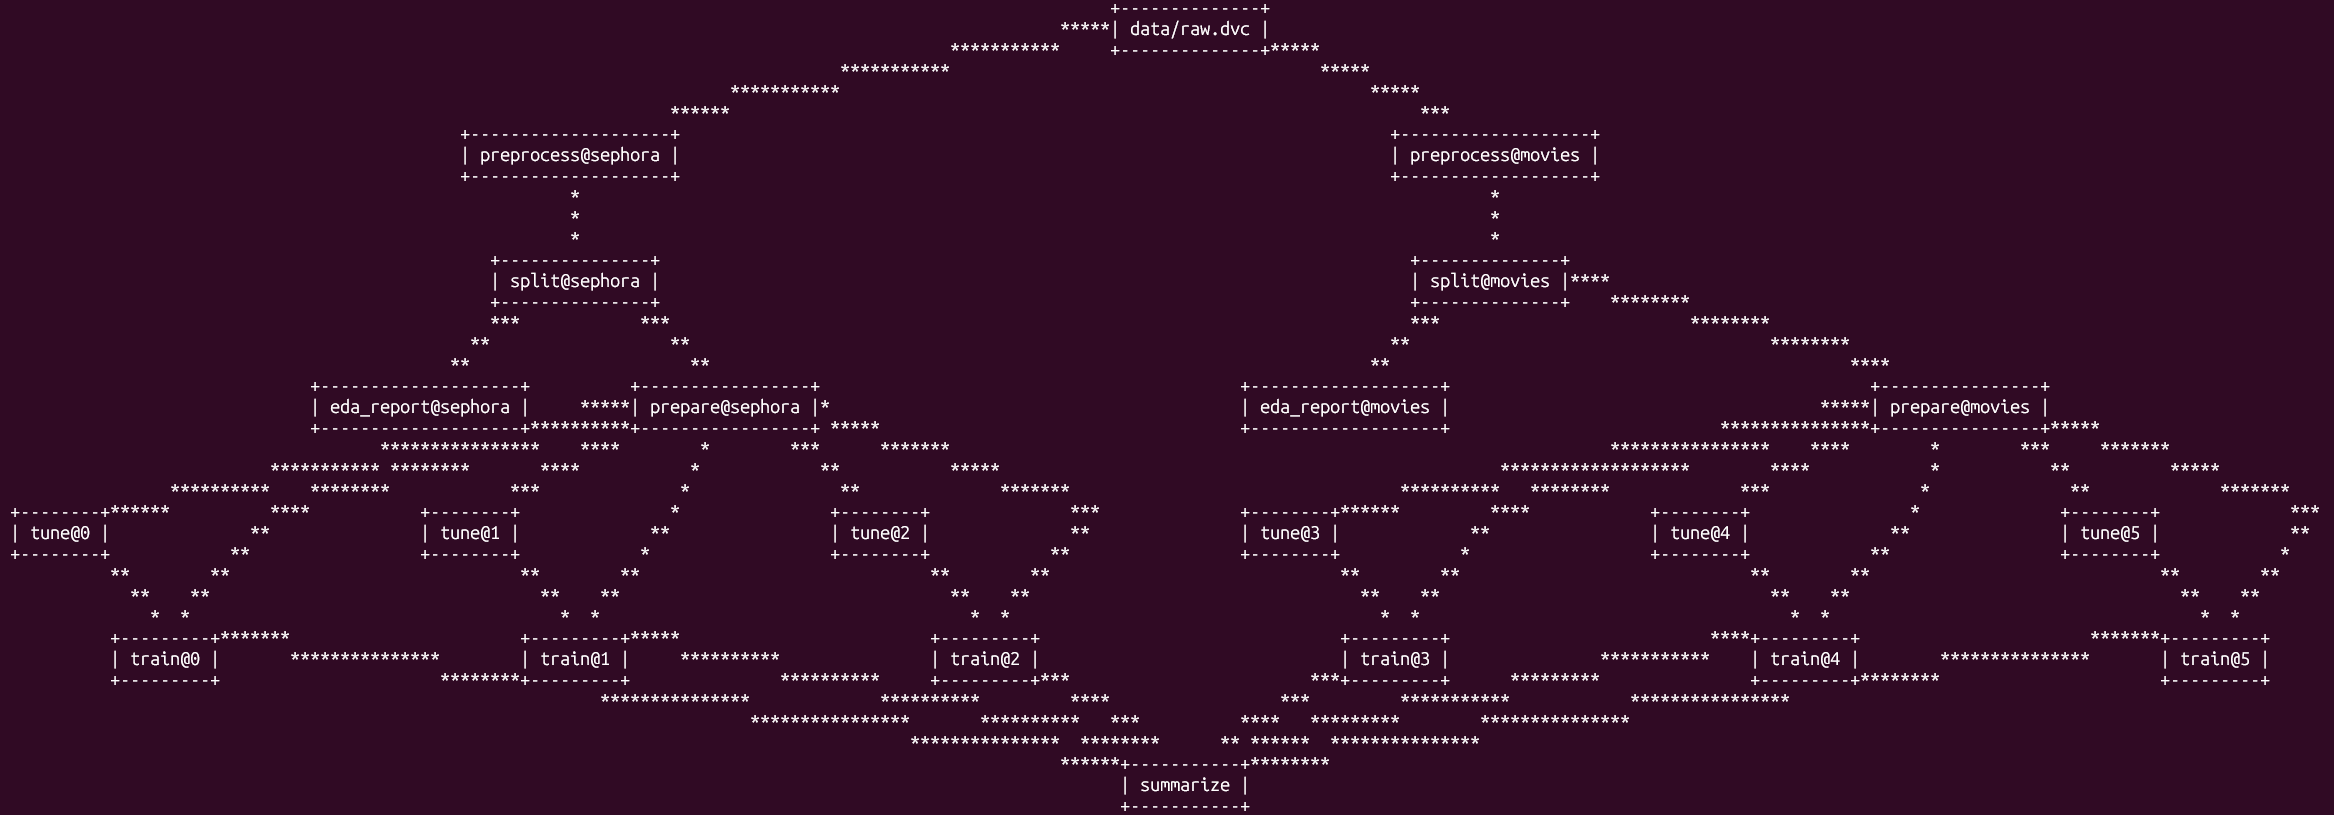 data/raw.dvc
preprocess@sephora preprocess@movies
split@sephora split@movies
eda_report@sephora prepare@sephora eda_report@movies prepare@movies
tune@0 tune@1 tune@2 tune@3 tune@4 tune@5
train@0 train@1 train@2 train@3 train@4 train@5
summarize